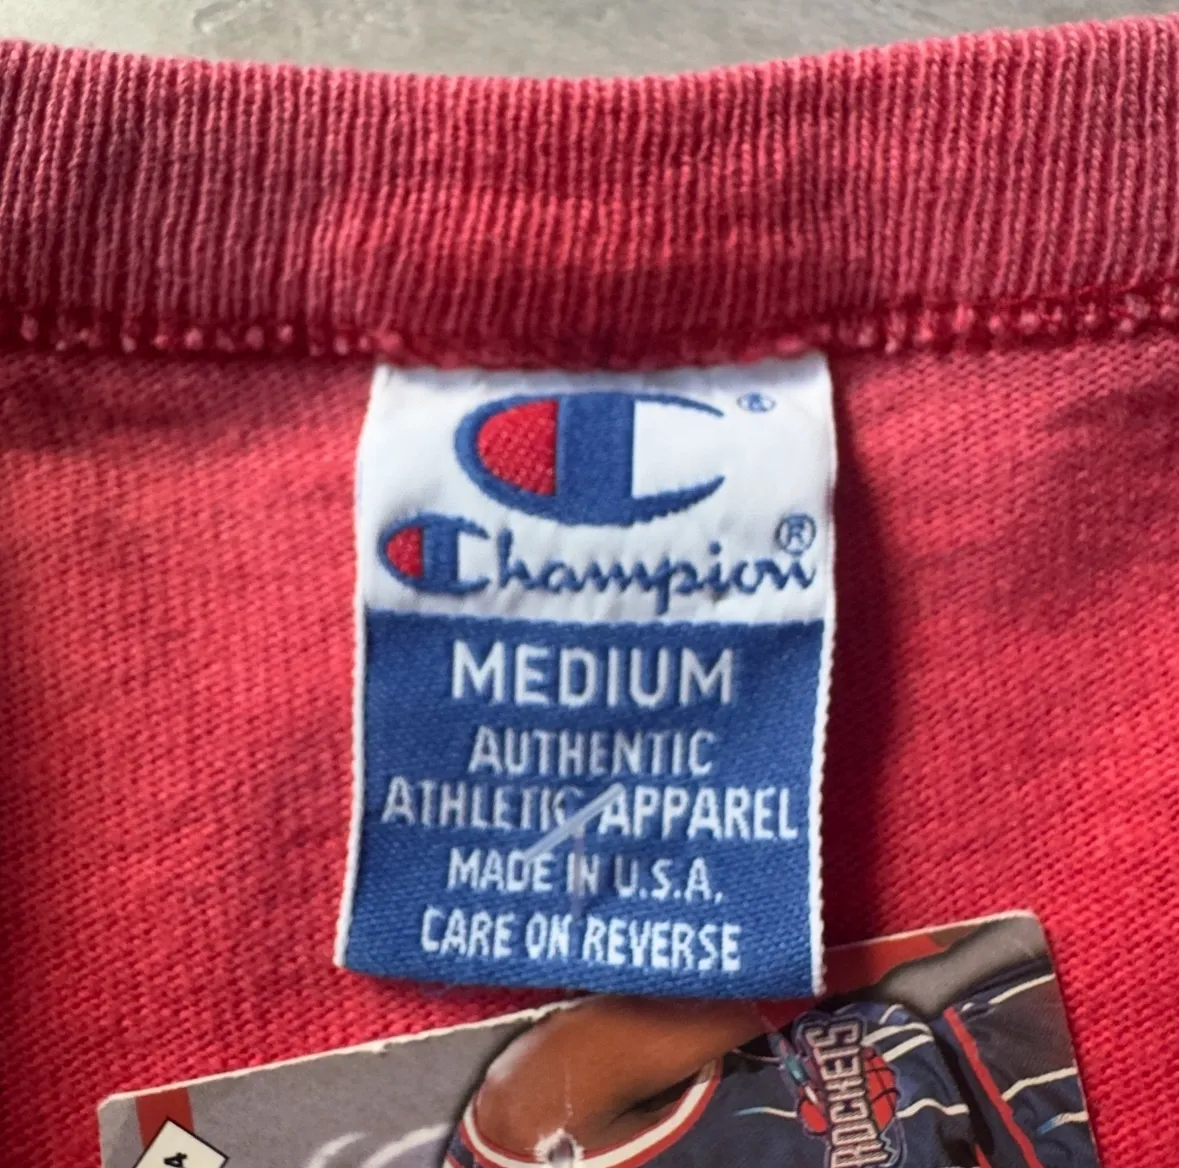 ®
Champion®
MEDIUM
AUTHENTIC
ATHLETIC APPAREL
MADE IN U.S.A.
CARE ON REVERSE
ROCKETS